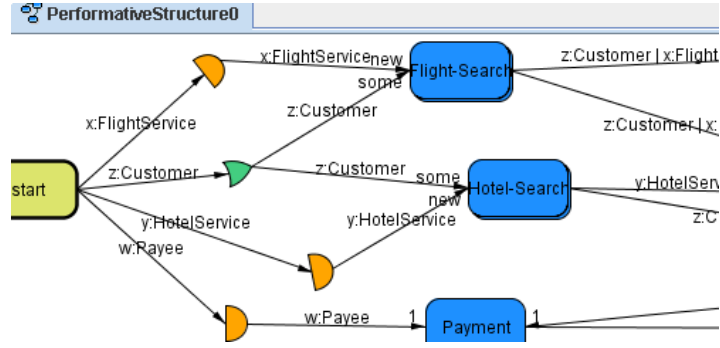 PerformativeStructure0
x:FlightService
new
Flight-Search
z:Customer | x:Flight
some
z:Customer
x:FlightService
z:Customer | x:
z:Customer
z:Customer
some
Hotel-Search
y:HotelServ
start
new
y:HotelService
y:HotelService
z:C
w:Payee
w:Payee
1
Payment
1